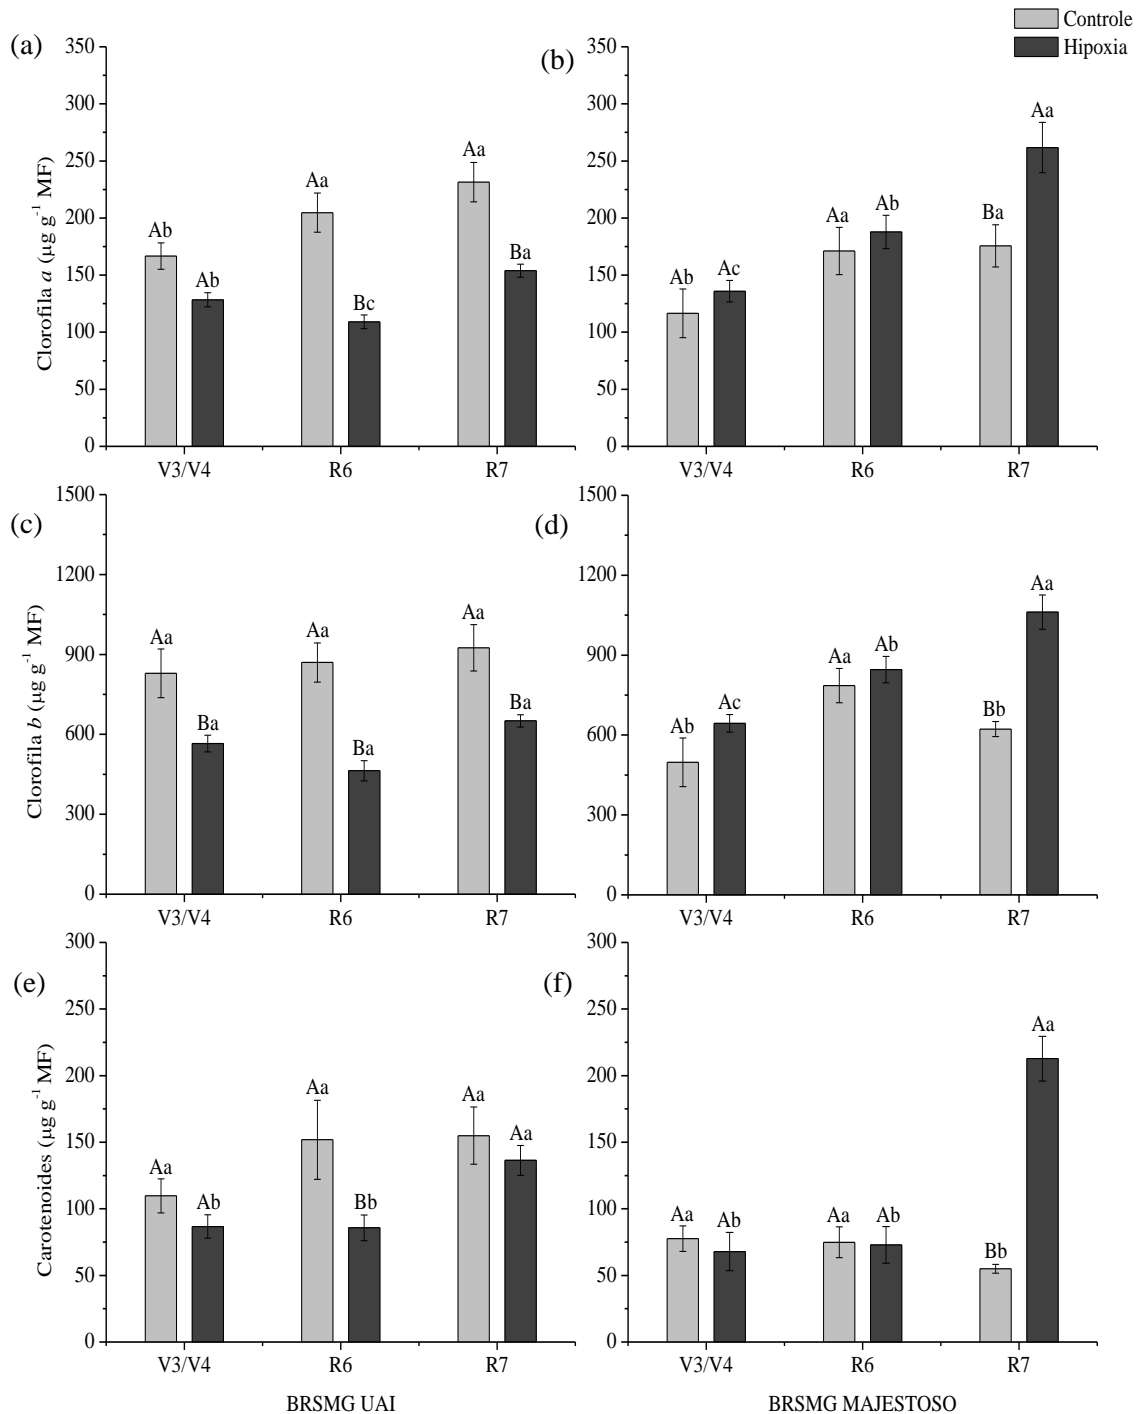 Controle
Hipoxia
(a)
350
300
250
200
150
100
50
0
Clorofila a (µg g-1 MF)
Ab
Ab
Aa
Bc
Aa
Ba
V3/V4 R6 R7
(b)
350
300
250
200
150
100
50
0
Ab
Ac
Aa
Ab
Ba
Aa
V3/V4 R6 R7
(c)
1500
1200
900
600
300
0
Clorofila b (µg g-1 MF)
Aa
Ba
Aa
Ba
Aa
Ba
V3/V4 R6 R7
(d)
1500
1200
900
600
300
0
Ab
Ac
Aa
Ab
Bb
Aa
V3/V4 R6 R7
(e)
300
250
200
150
100
50
0
Carotenoides (µg g-1 MF)
Aa
Ab
Aa
Bb
Aa
Aa
V3/V4 R6 R7
BRSMG UAI
(f)
300
250
200
150
100
50
0
Aa
Ab
Aa
Ab
Bb
Aa
V3/V4 R6 R7
BRSMG MAJESTOSO